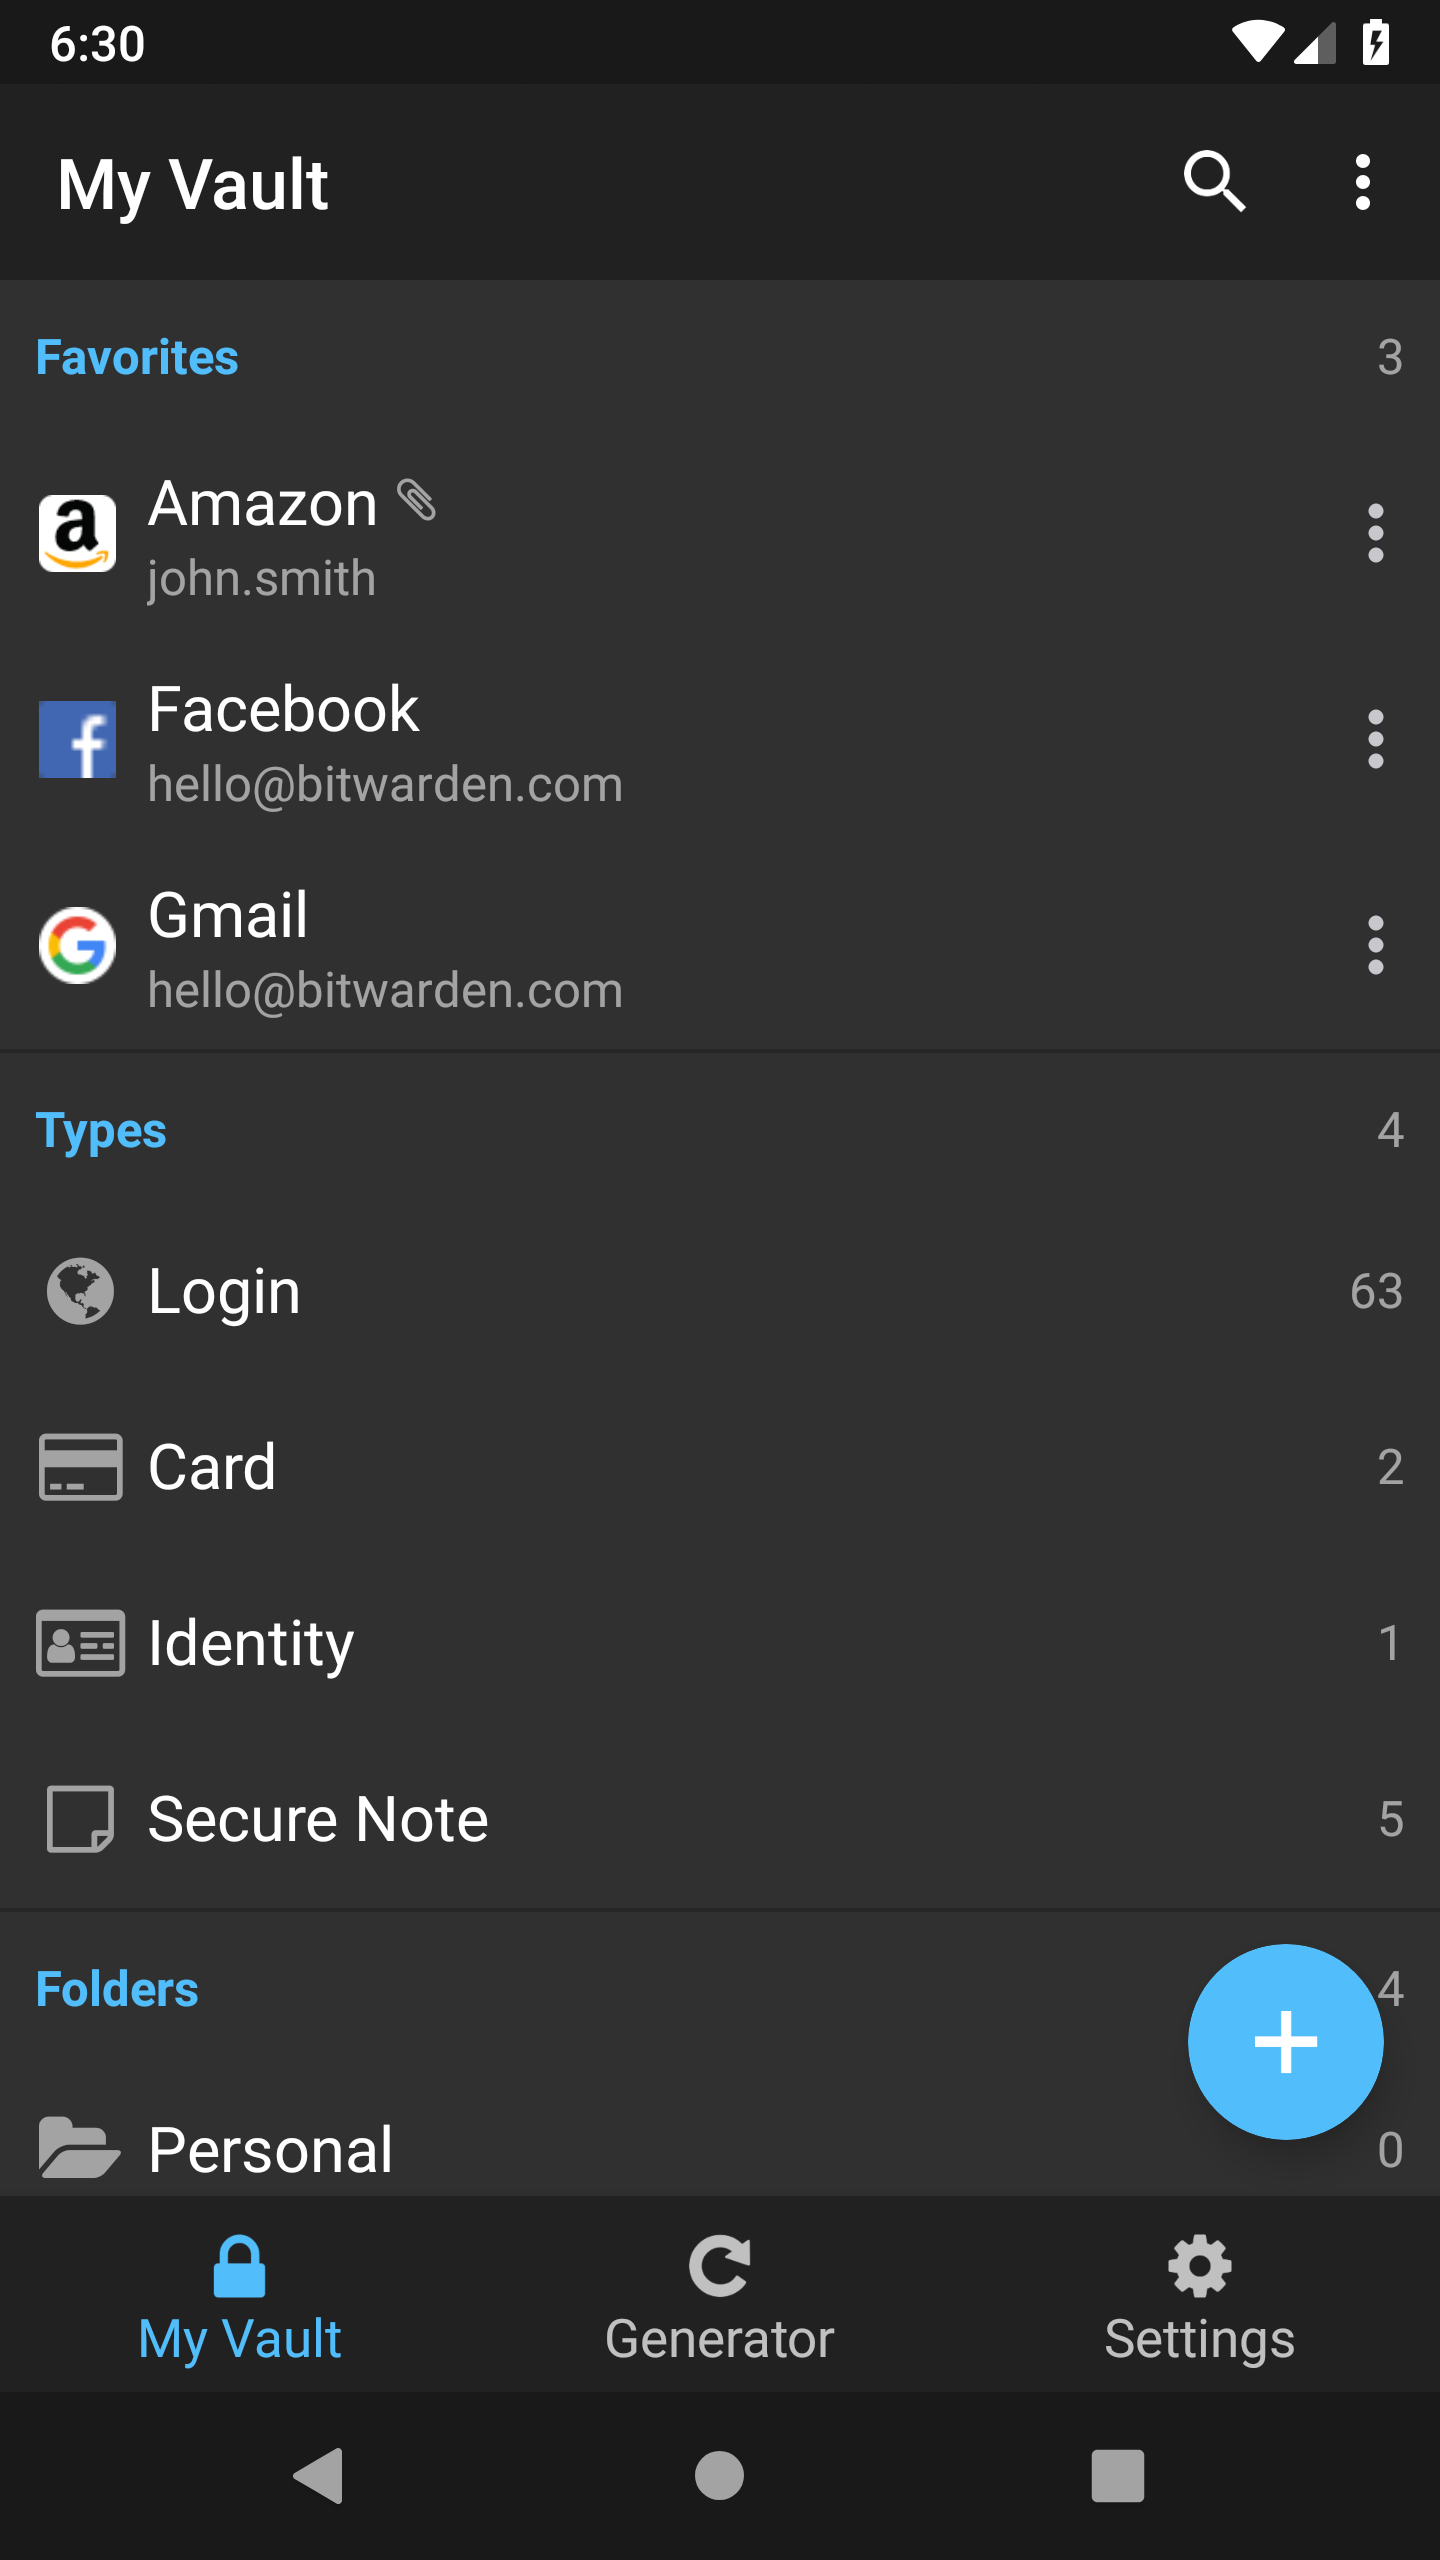 6:30
My Vault
Favorites 3
Amazon
john.smith
Facebook
hello@bitwarden.com
Gmail
hello@bitwarden.com
Types 4
Login 63
Card 2
Identity 1
Secure Note 5
Folders 4
Personal 0
My Vault Generator Settings